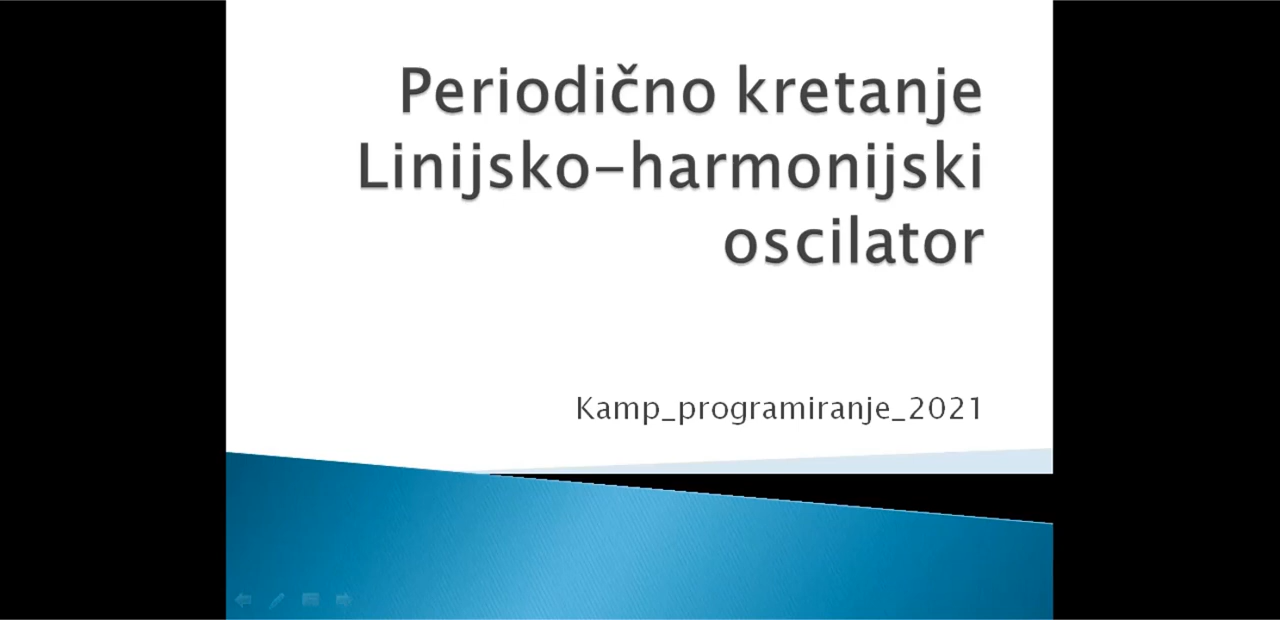 Periodično kretanje
Linijsko-harmonijski
oscilator
Kamp_programiranje_2021